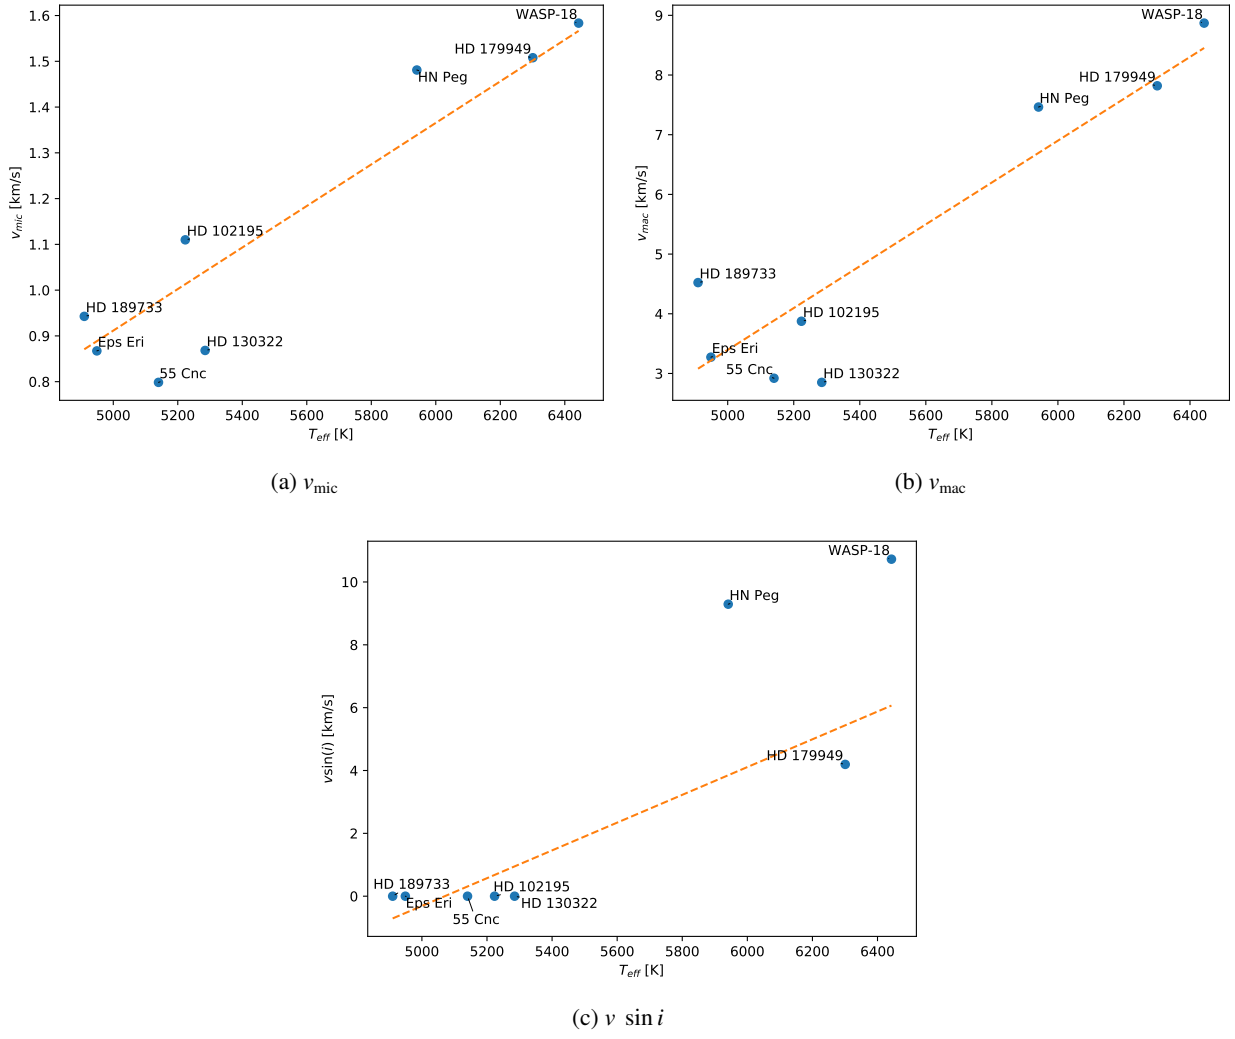 1.6
1.5
1.4
1.3
1.2
1.1
1.0
0.9
0.8
v_mic [km/s]
WASP-18
HD 179949
HN Peg
HD 102195
HD 189733
Eps Eri
HD 130322
55 Cnc
5000 5200 5400 5600 5800 6000 6200 6400
T_eff [K]
(a) v_mic
9
8
7
6
5
4
3
v_mac [km/s]
WASP-18
HD 179949
HN Peg
HD 189733
HD 102195
Eps Eri
55 Cnc
HD 130322
5000 5200 5400 5600 5800 6000 6200 6400
T_eff [K]
(b) v_mac
10
8
6
4
2
0
vsin(i) [km/s]
WASP-18
HN Peg
HD 179949
HD 189733
HD 102195
Eps Eri
HD 130322
55 Cnc
5000 5200 5400 5600 5800 6000 6200 6400
T_eff [K]
(c) v sin i